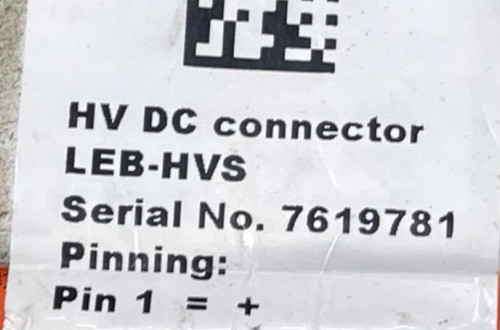 HV DC connector
LEB-HVS
Serial No. 7619781
Pinning:
Pin 1 = +